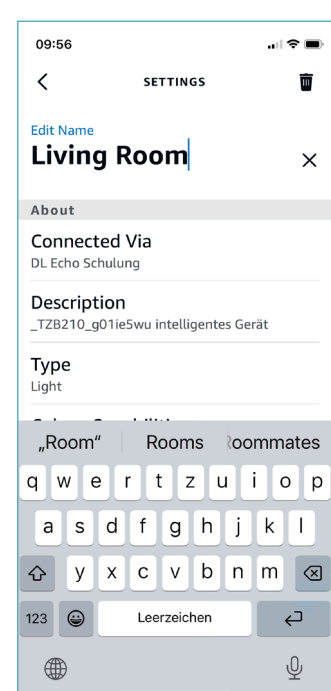 09:56
SETTINGS
Edit Name
Living Room
About
Connected Via
DL Echo Schulung
Description
_TZB210_g01ie5wu intelligentes Gerät
Type
Light
„Room“ Rooms Roommates
q w e r t z u i o p
a s d f g h j k l
y x c v b n m
123 Leerzeichen